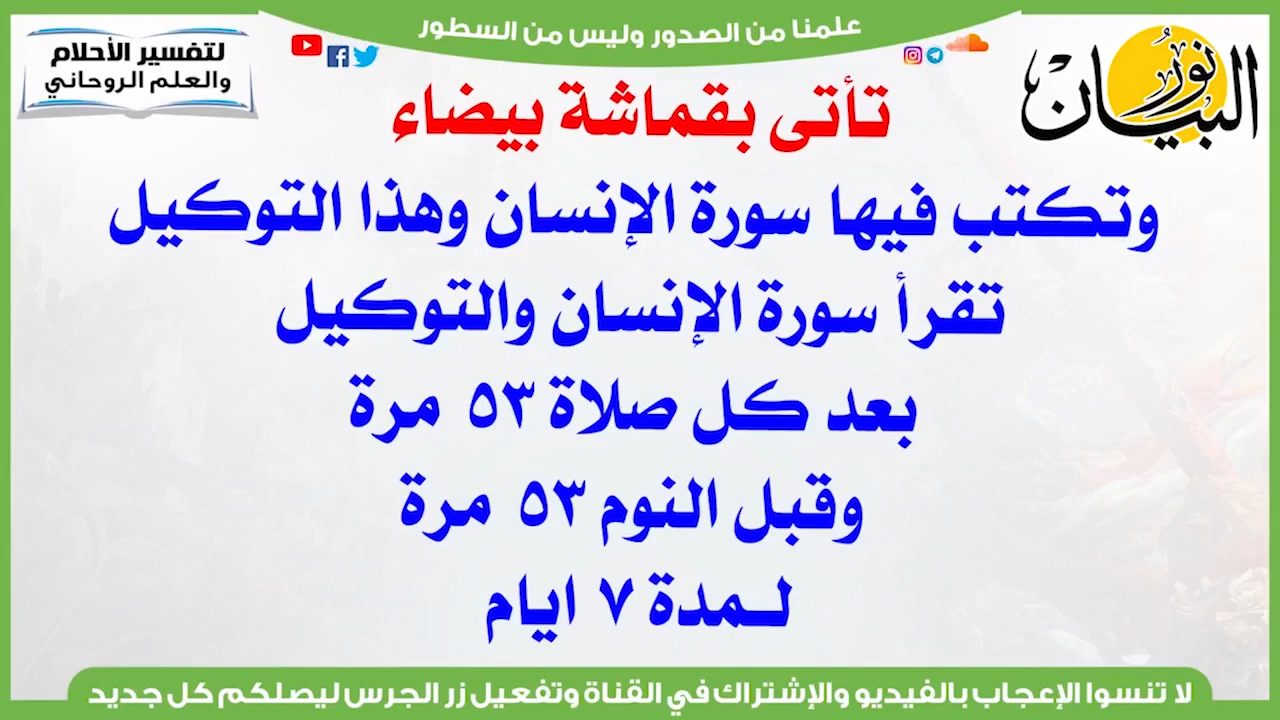 علمنا من الصدور وليس من السطور
لتفسير الأحلام
والعلم الروحاني
نور
البيان
تأتى بقماشة بيضاء
وتكتب فيها سورة الإنسان وهذا التوكيل
تقرأ سورة الإنسان والتوكيل
بعد كل صلاة ٥٣ مرة
وقبل النوم ٥٣ مرة
لـمدة ٧ ايام
لا تنسوا الإعجاب بالفيديو والإشتراك في القناة وتفعيل زر الجرس ليصلكم كل جديد